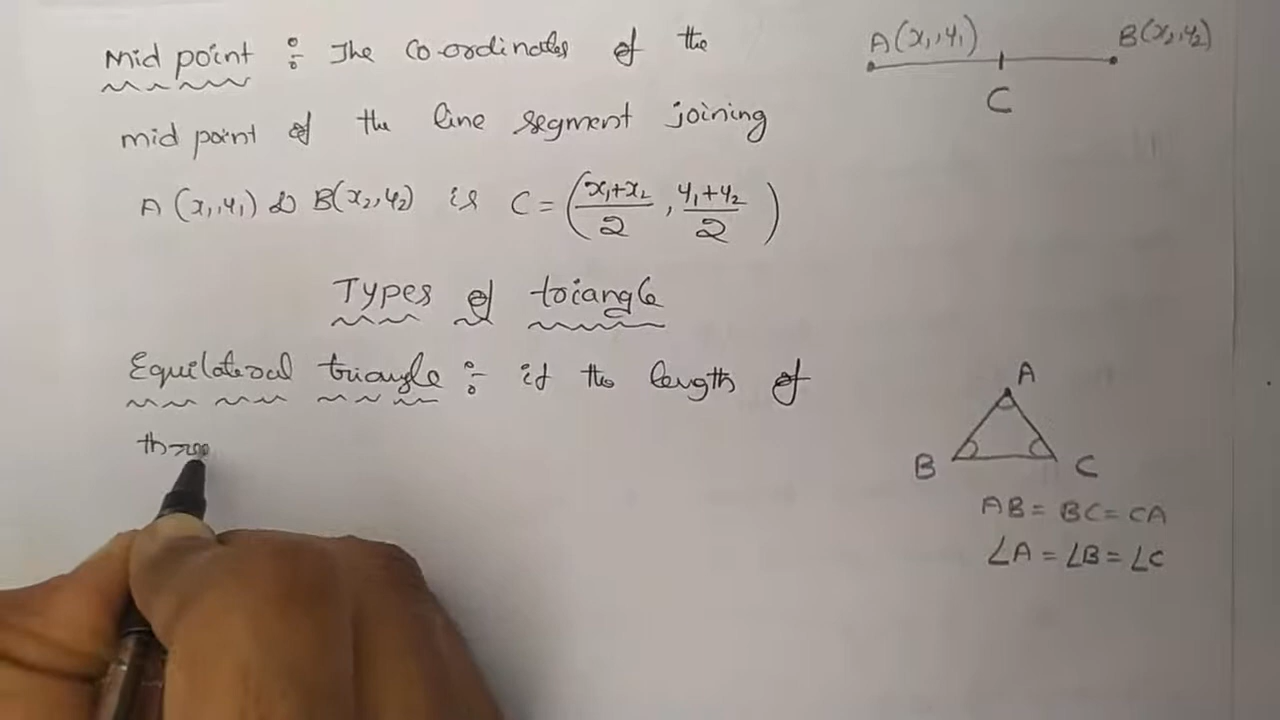 Mid point : The Co-ordinates of the
mid point of the line segment joining
A (x₁,y₁) & B(x₂,y₂) is C = ((x₁+x₂)/2 , (y₁+y₂)/2)
A(x₁,y₁) B(x₂,y₂)
C
Types of triangle
Equilateral triangle : if the length of
three
A
B C
AB = BC = CA
∠A = ∠B = ∠C